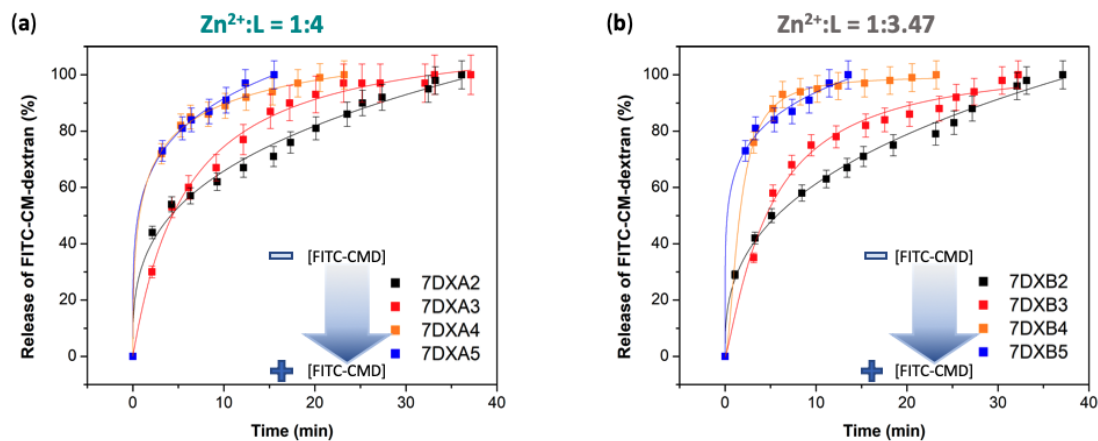 (a) Zn²⁺:L = 1:4
Release of FITC-CM-dextran (%)
100
80
60
40
20
0
0 10 20 30 40
Time (min)
[FITC-CMD]
7DXA2
7DXA3
7DXA4
7DXA5
[FITC-CMD]
(b) Zn²⁺:L = 1:3.47
Release of FITC-CM-dextran (%)
100
80
60
40
20
0
0 10 20 30 40
Time (min)
[FITC-CMD]
7DXB2
7DXB3
7DXB4
7DXB5
[FITC-CMD]